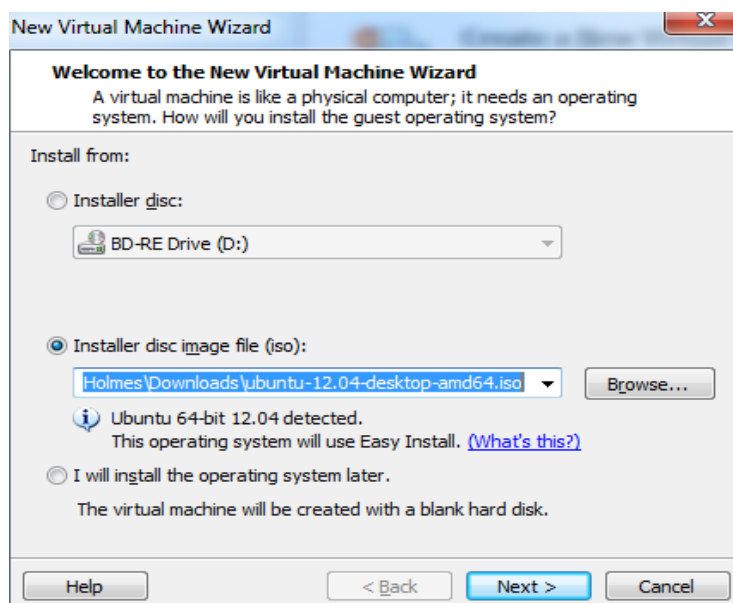 New Virtual Machine Wizard
Create a New Virtual
Welcome to the New Virtual Machine Wizard
A virtual machine is like a physical computer; it needs an operating
system. How will you install the guest operating system?
Install from:
Installer disc:
BD-RE Drive (D:)
Installer disc image file (iso):
Holmes\Downloads\ubuntu-12.04-desktop-amd64.iso
Browse...
Ubuntu 64-bit 12.04 detected.
This operating system will use Easy Install. (What's this?)
I will install the operating system later.
The virtual machine will be created with a blank hard disk.
Help
< Back
Next >
Cancel